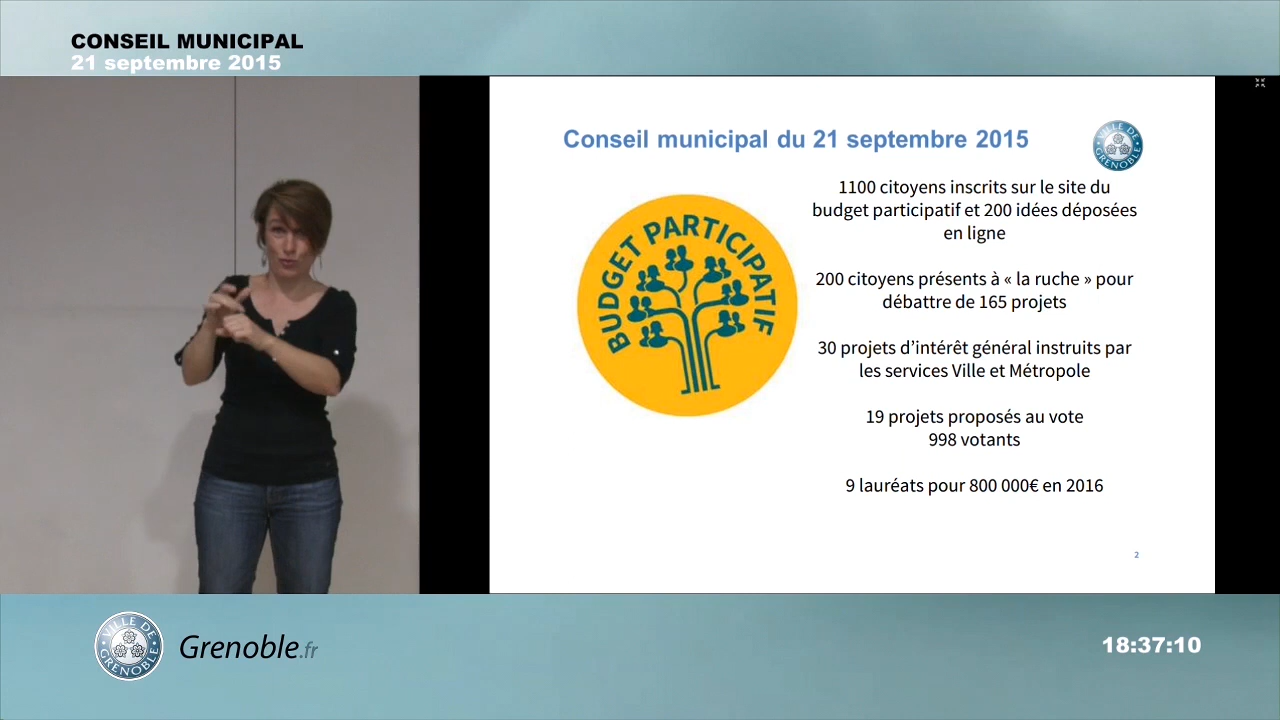 CONSEIL MUNICIPAL
21 septembre 2015
Conseil municipal du 21 septembre 2015
VILLE DE
GRENOBLE
1100 citoyens inscrits sur le site du
budget participatif et 200 idées déposées
en ligne
BUDGET PARTICIPATIF
200 citoyens présents à « la ruche » pour
débattre de 165 projets
30 projets d’intérêt général instruits par
les services Ville et Métropole
19 projets proposés au vote
998 votants
9 lauréats pour 800 000€ en 2016
2
VILLE DE
GRENOBLE
Grenoble.fr
18:37:10